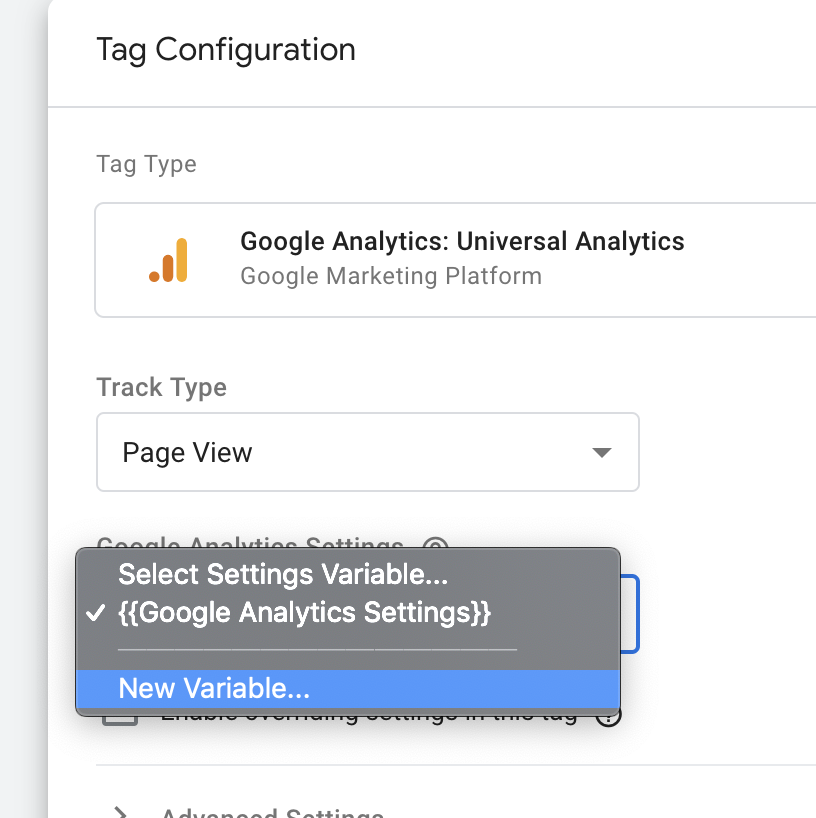 Tag Configuration
Tag Type
Google Analytics: Universal Analytics
Google Marketing Platform
Track Type
Page View
Google Analytics Settings
Select Settings Variable...
{{Google Analytics Settings}}
New Variable...
Enable overriding settings in this tag
Advanced Settings